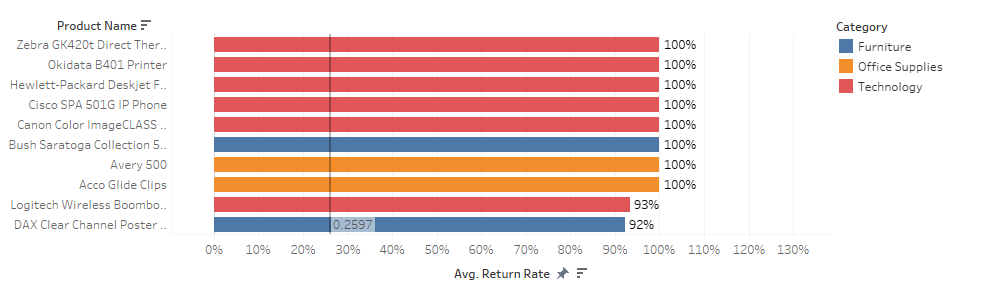 Product Name
Category
Zebra GK420t Direct Ther.. 100%
Furniture
Okidata B401 Printer 100%
Office Supplies
Hewlett-Packard Deskjet F.. 100%
Technology
Cisco SPA 501G IP Phone 100%
Canon Color ImageCLASS .. 100%
Bush Saratoga Collection 5.. 100%
Avery 500 100%
Acco Glide Clips 100%
Logitech Wireless Boombo.. 93%
DAX Clear Channel Poster .. 0.2597 92%
0% 10% 20% 30% 40% 50% 60% 70% 80% 90% 100% 110% 120% 130%
Avg. Return Rate